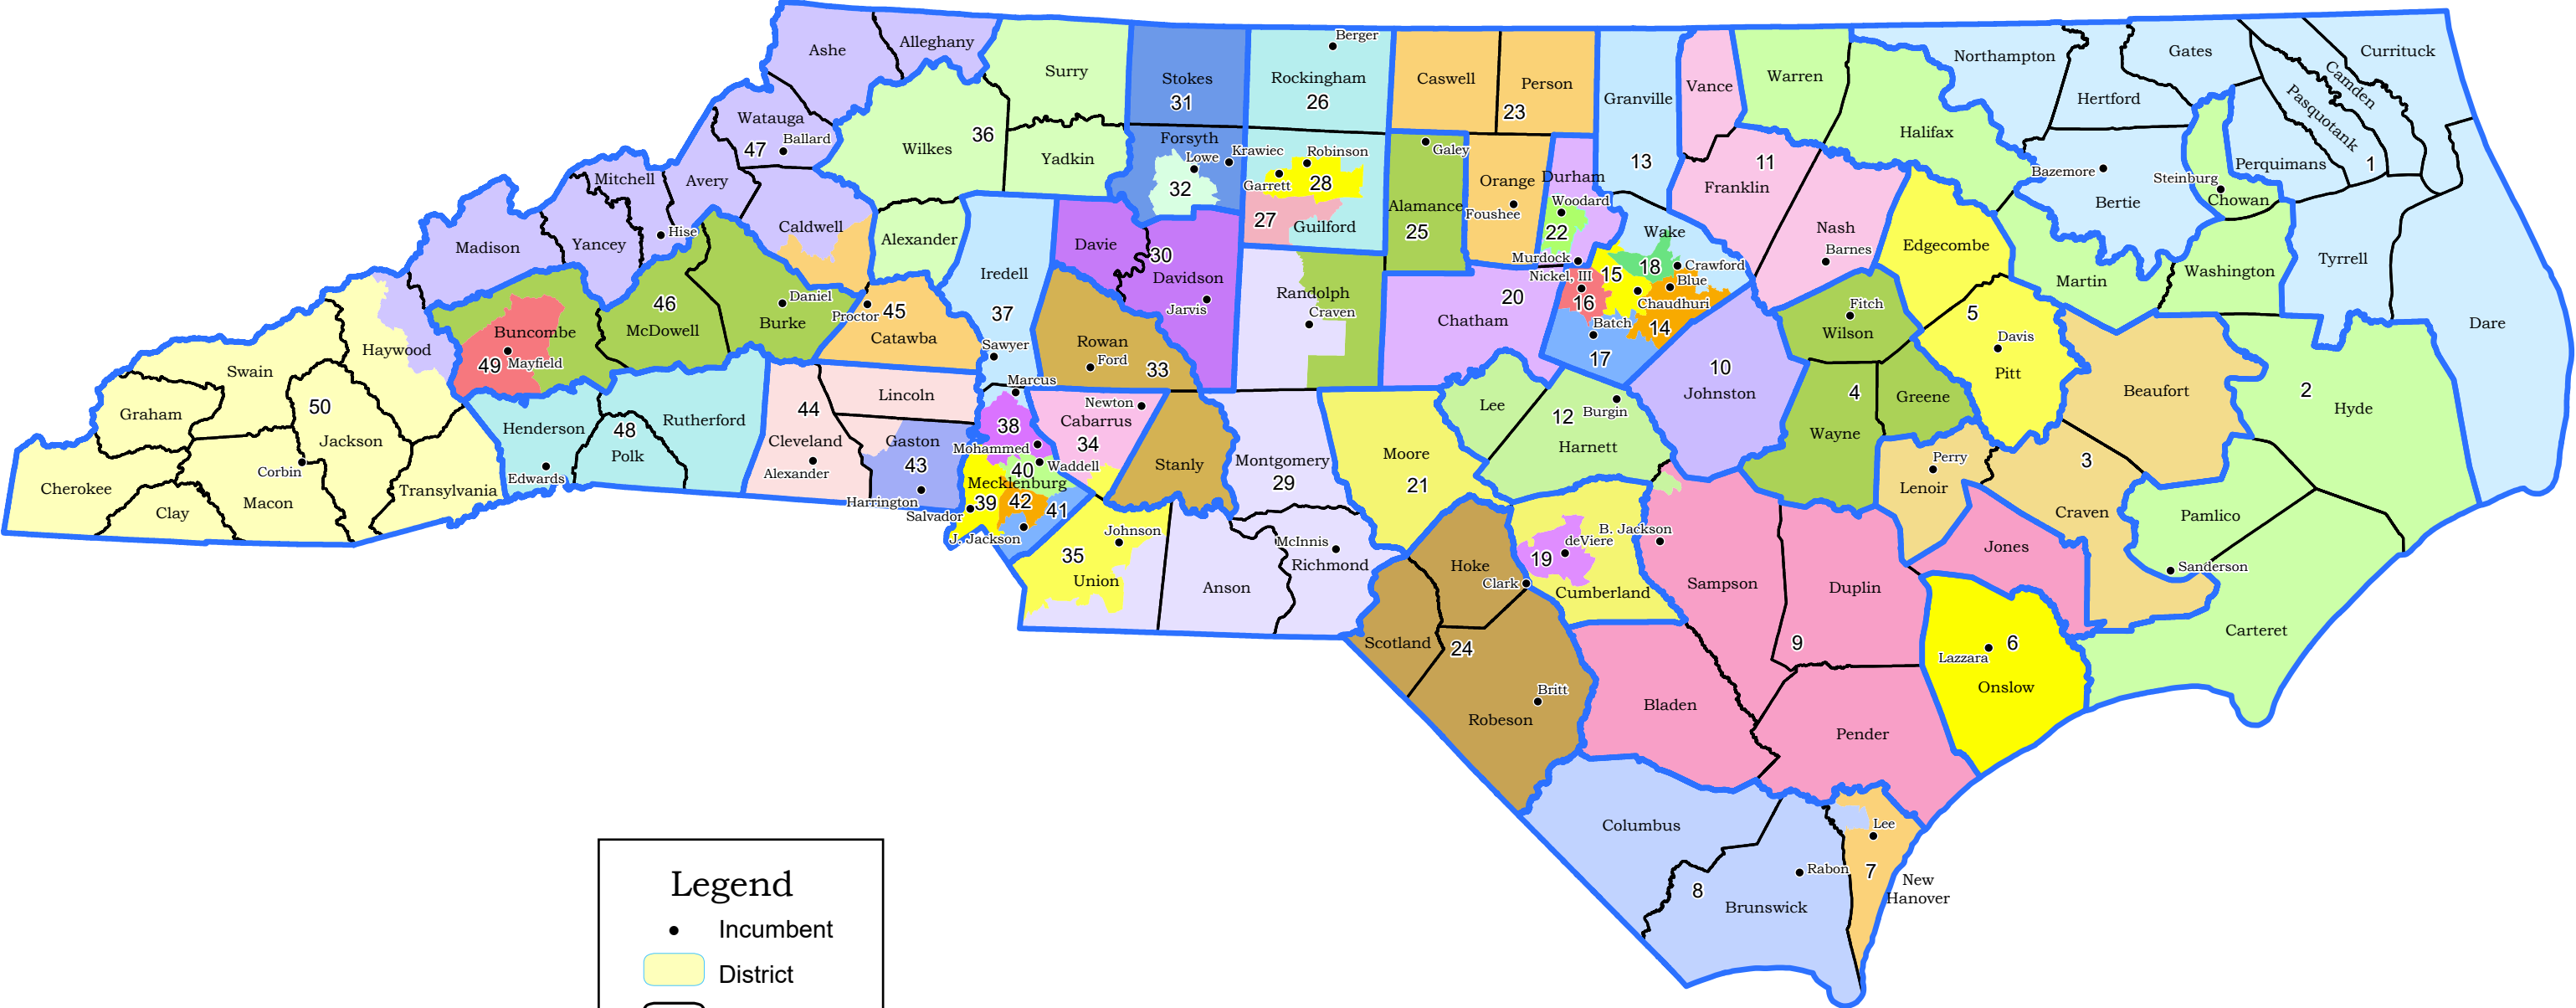 Ashe
Alleghany
Surry
Stokes
31
Rockingham
26
Berger
Caswell
Person
23
Granville
13
Vance
Warren
Northampton
Gates
Currituck
Camden
Pasquotank
Hertford
Halifax
Perquimans
1
Watauga
Ballard
47
Wilkes
36
Yadkin
Forsyth
Lowe
Krawiec
32
Robinson
Garrett
28
27
Guilford
Galey
Alamance
25
Orange
Foushee
Durham
Woodard
22
Murdock
11
Franklin
Nash
Barnes
Bazemore
Bertie
Steinburg
Chowan
Mitchell
Avery
Madison
Yancey
Hise
Caldwell
Alexander
Iredell
37
Sawyer
Davie
30
Davidson
Jarvis
Randolph
Craven
Chatham
20
Wake
Nickel, III
15
18
Crawford
Blue
16
Chaudhuri
14
Batch
17
Edgecombe
Martin
Washington
Tyrrell
Dare
Fitch
Wilson
5
Davis
Pitt
Haywood
Buncombe
49
Mayfield
46
McDowell
Burke
Daniel
Proctor
45
Catawba
Rowan
Ford
33
10
Johnston
4
Greene
Wayne
Beaufort
2
Hyde
Swain
Graham
50
Jackson
Corbin
Cherokee
Clay
Macon
Transylvania
Henderson
Edwards
48
Polk
Rutherford
44
Cleveland
Alexander
Lincoln
Gaston
43
Harrington
Marcus
38
Mohammed
40
Waddell
Mecklenburg
39
42
41
Salvador
J. Jackson
Newton
Cabarrus
34
Stanly
Montgomery
29
Moore
21
Lee
12
Burgin
Harnett
Perry
Lenoir
3
Craven
Pamlico
Jones
Sanderson
Carteret
Johnson
35
Union
Anson
McInnis
Richmond
Hoke
Clark
19
deViere
B. Jackson
Cumberland
Sampson
Duplin
9
Scotland
24
Britt
Robeson
Bladen
Pender
Lazzara
6
Onslow
Columbus
8
Brunswick
Rabon
Lee
7
New
Hanover
Legend
Incumbent
District